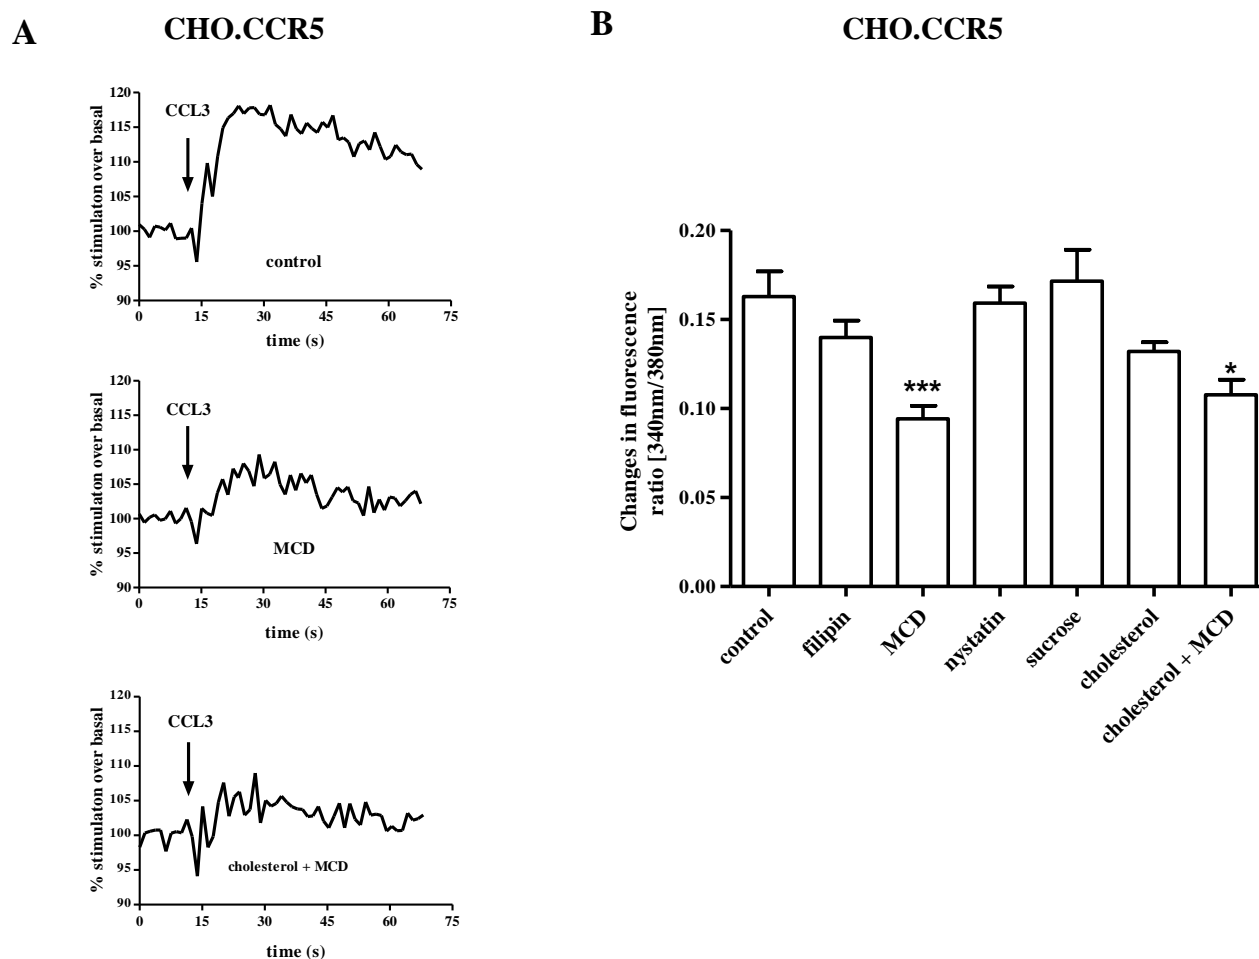 A
CHO.CCR5
% stimulaton over basal
120
115
110
105
100
95
90
CCL3
control
0
15
30
45
60
75
time (s)
% stimulaton over basal
120
115
110
105
100
95
90
CCL3
MCD
0
15
30
45
60
75
time (s)
% stimulaton over basal
120
115
110
105
100
95
90
CCL3
cholesterol + MCD
0
15
30
45
60
75
time (s)
B
CHO.CCR5
Changes in fluorescence
ratio [340nm/380nm]
0.20
0.15
0.10
0.05
0.00
***
*
control
filipin
MCD
nystatin
sucrose
cholesterol
cholesterol + MCD